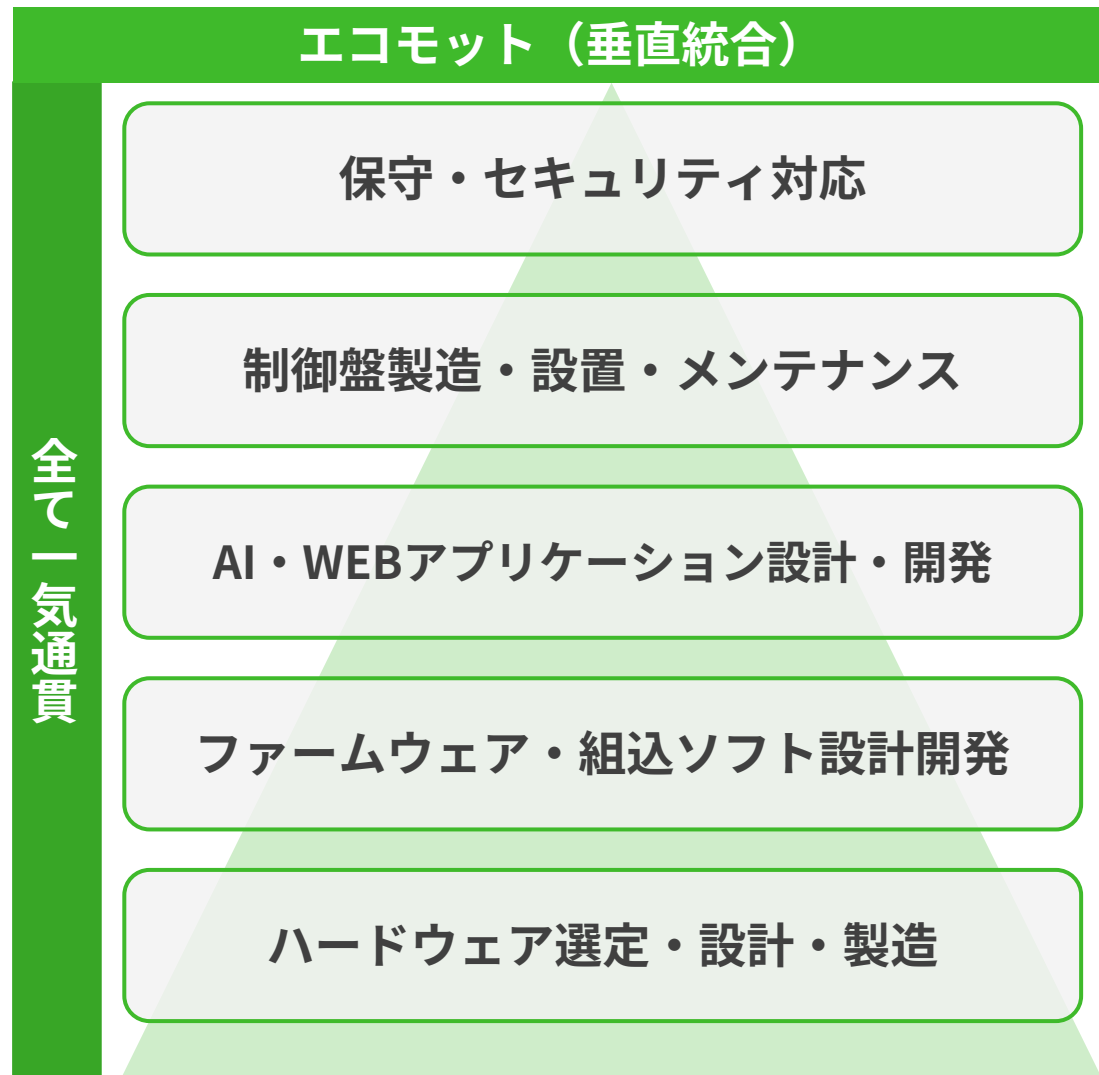 エコモット（垂直統合）
全て一気通貫
保守・セキュリティ対応
制御盤製造・設置・メンテナンス
AI・WEBアプリケーション設計・開発
ファームウェア・組込ソフト設計開発
ハードウェア選定・設計・製造